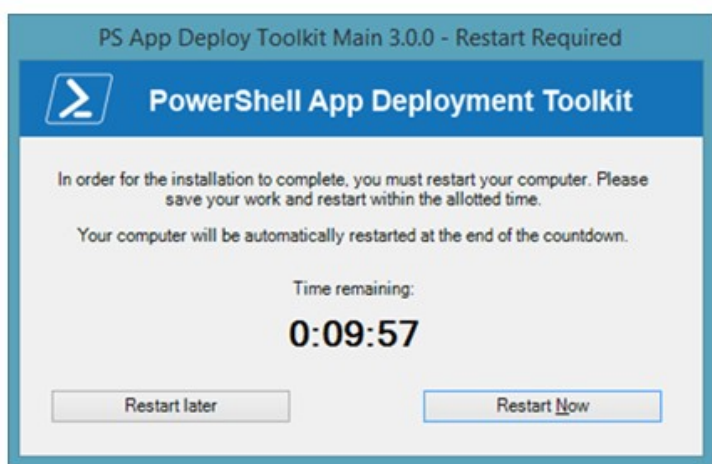 PS App Deploy Toolkit Main 3.0.0 - Restart Required
PowerShell App Deployment Toolkit
In order for the installation to complete, you must restart your computer. Please
save your work and restart within the allotted time.
Your computer will be automatically restarted at the end of the countdown.
Time remaining:
0:09:57
Restart later
Restart Now